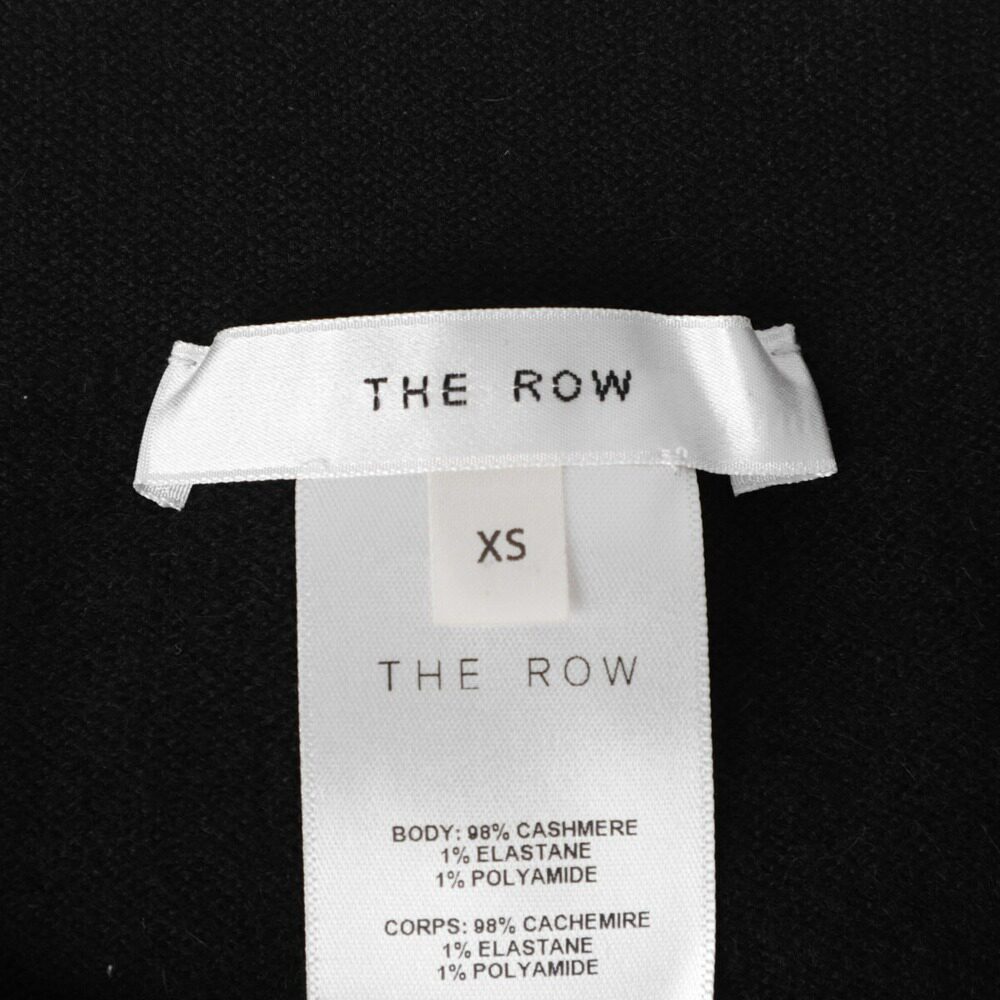 THE ROW
XS
THE ROW
BODY: 98% CASHMERE
1% ELASTANE
1% POLYAMIDE
CORPS: 98% CACHEMIRE
1% ELASTANE
1% POLYAMIDE